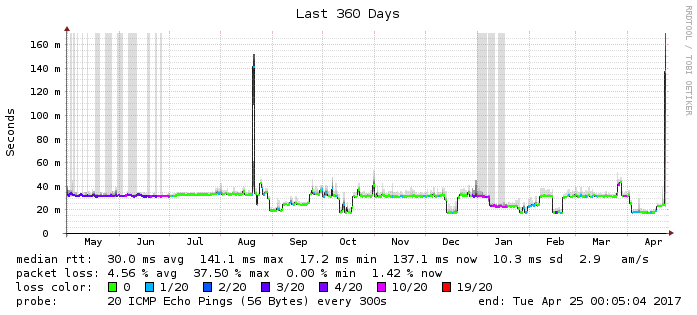 Last 360 Days
RRDTOOL / TOBI OETIKER
Seconds
160 m
140 m
120 m
100 m
80 m
60 m
40 m
20 m
0
May Jun Jul Aug Sep Oct Nov Dec Jan Feb Mar Apr
median rtt: 30.0 ms avg 141.1 ms max 17.2 ms min 137.1 ms now 10.3 ms sd 2.9 am/s
packet loss: 4.56 % avg 37.50 % max 0.00 % min 1.42 % now
loss color: 0 1/20 2/20 3/20 4/20 10/20 19/20
probe: 20 ICMP Echo Pings (56 Bytes) every 300s end: Tue Apr 25 00:05:04 2017